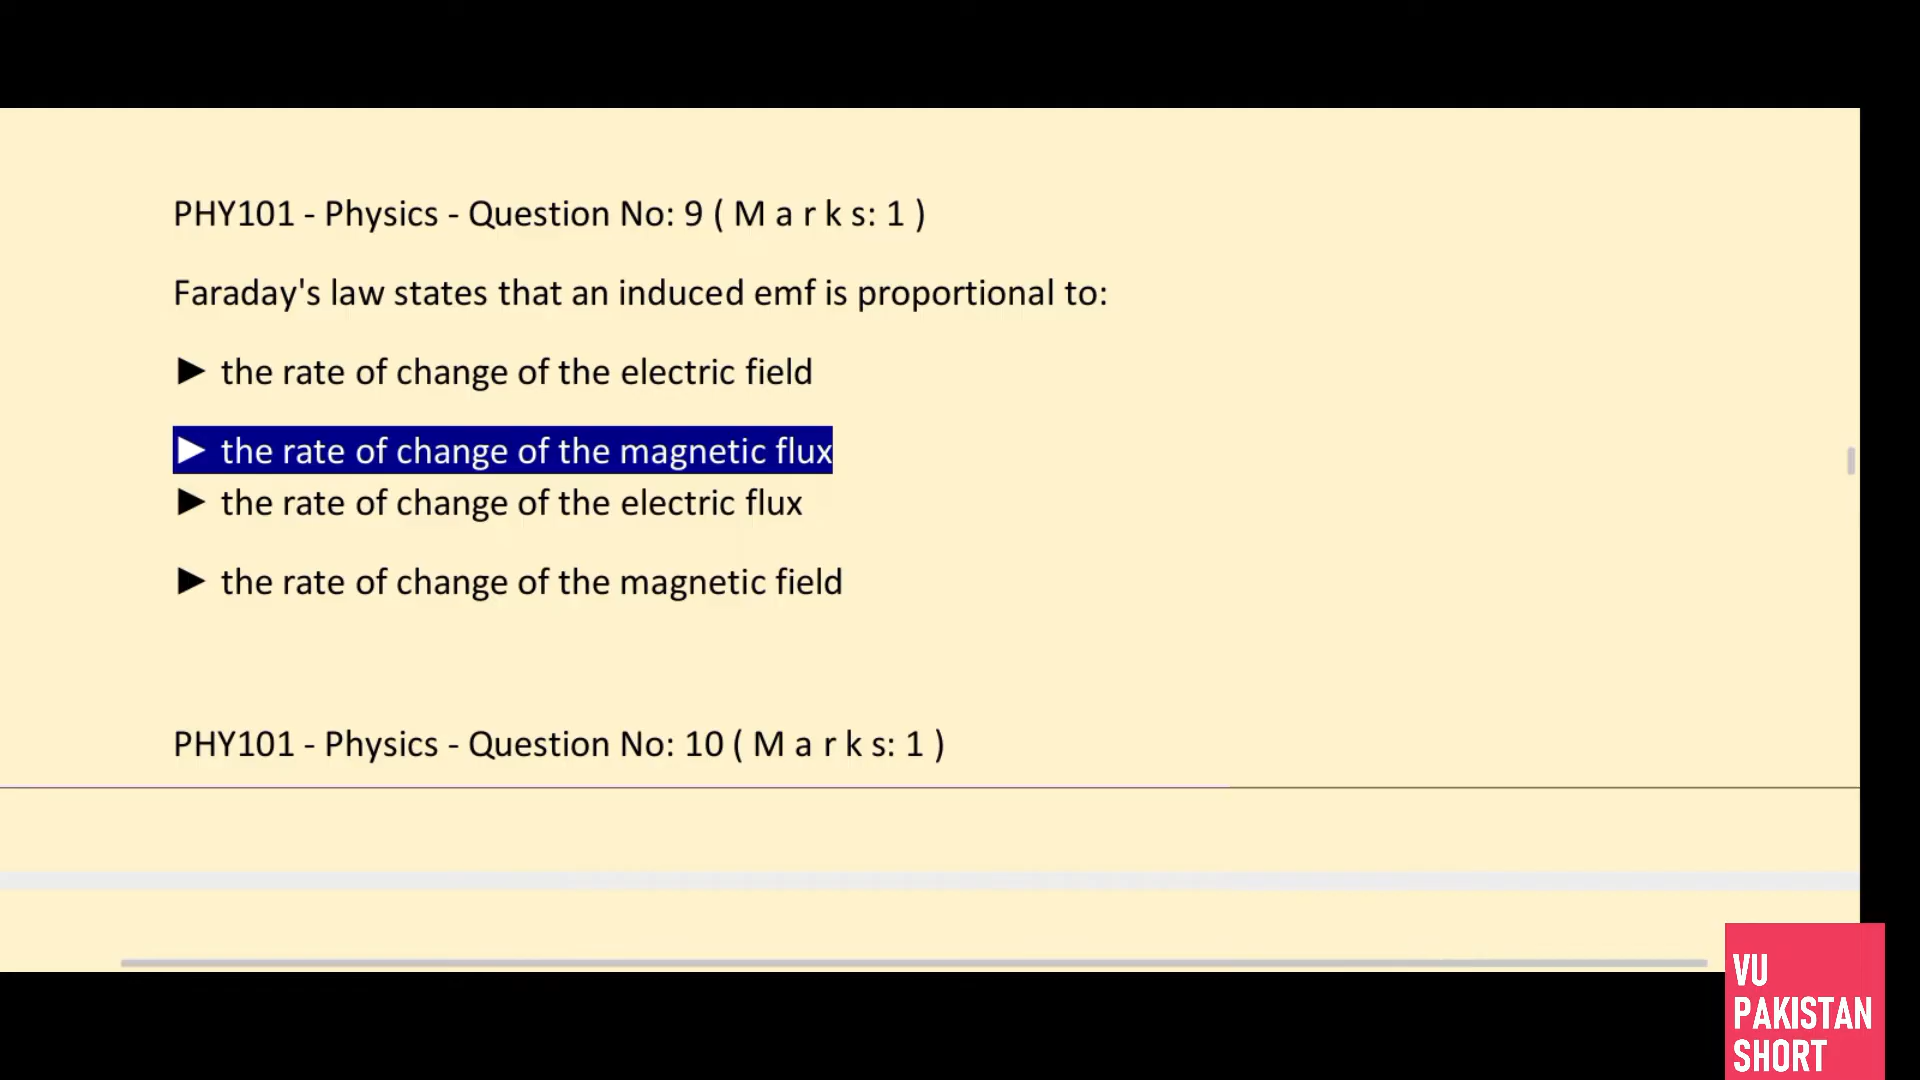 PHY101 - Physics - Question No: 9 ( M a r k s: 1 )
Faraday's law states that an induced emf is proportional to:
► the rate of change of the electric field
► the rate of change of the magnetic flux
► the rate of change of the electric flux
► the rate of change of the magnetic field
PHY101 - Physics - Question No: 10 ( M a r k s: 1 )
VU
PAKISTAN
SHORT